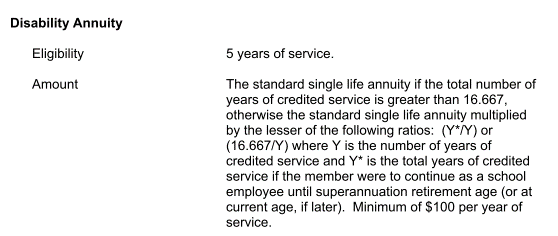 Disability Annuity
Eligibility 5 years of service.
Amount The standard single life annuity if the total number of
years of credited service is greater than 16.667,
otherwise the standard single life annuity multiplied
by the lesser of the following ratios: (Y*/Y) or
(16.667/Y) where Y is the number of years of
credited service and Y* is the total years of credited
service if the member were to continue as a school
employee until superannuation retirement age (or at
current age, if later). Minimum of $100 per year of
service.